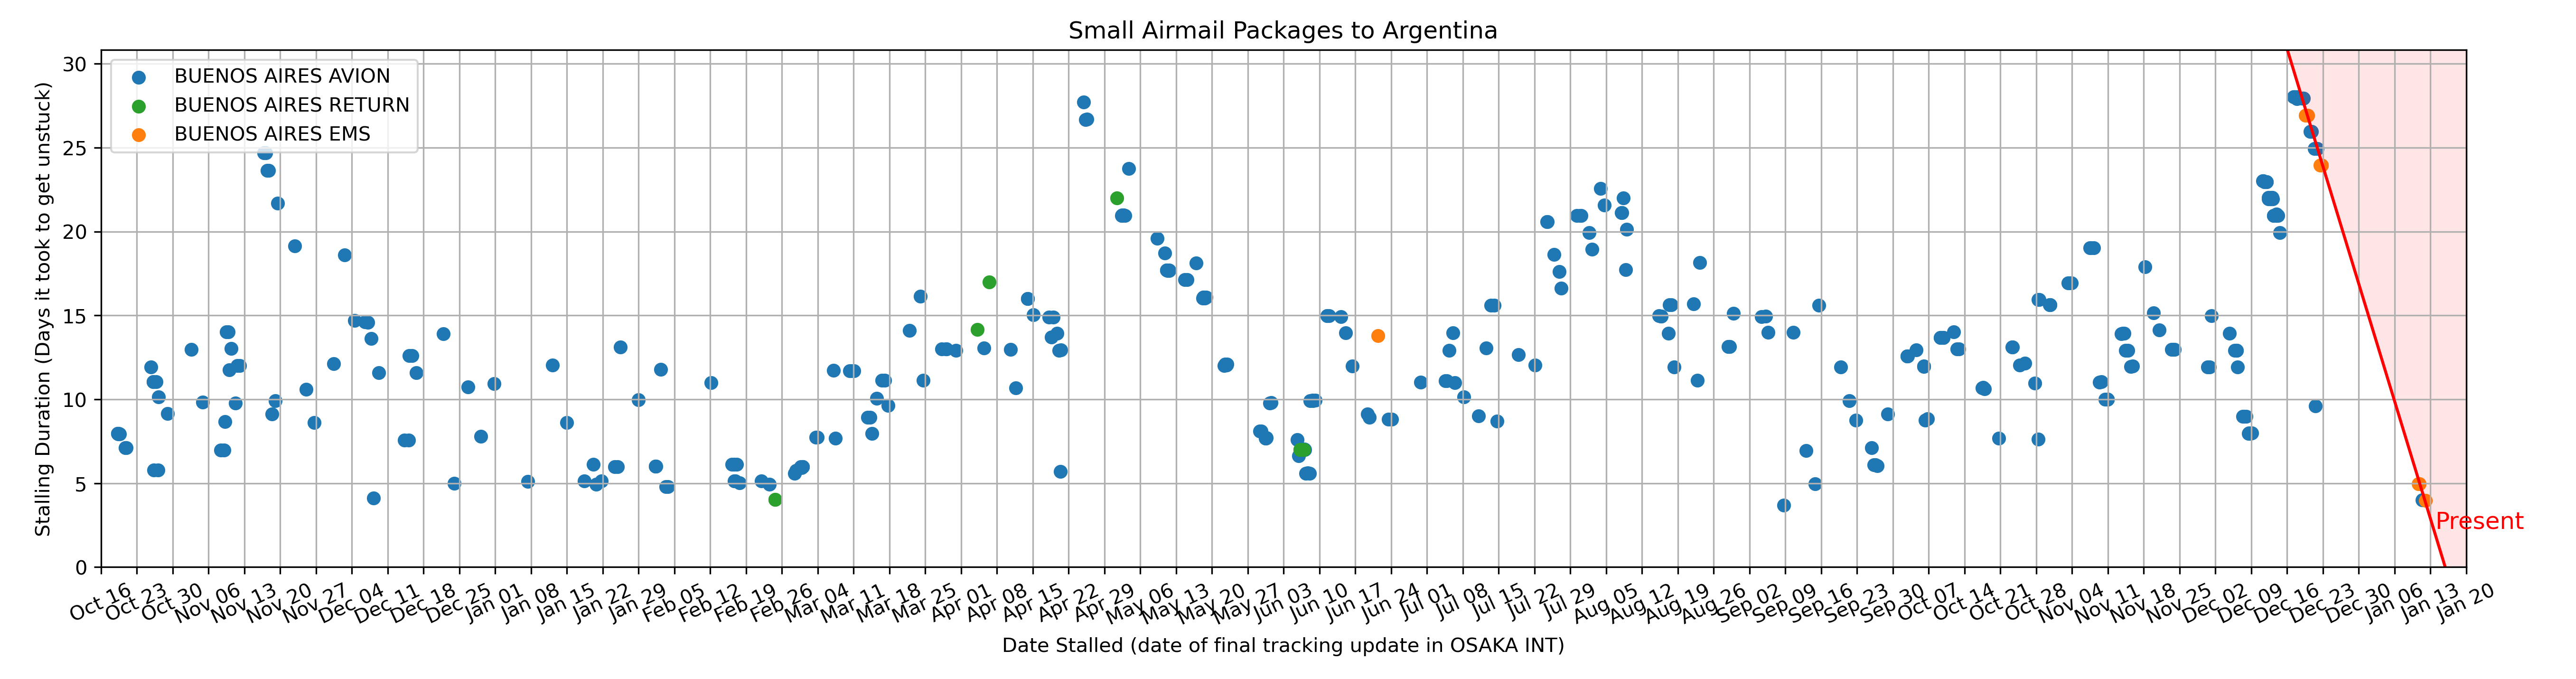 Small Airmail Packages to Argentina
Stalling Duration (Days it took to get unstuck)
30
25
20
15
10
5
0
BUENOS AIRES AVION
BUENOS AIRES RETURN
BUENOS AIRES EMS
Present
Oct 16
Oct 23
Oct 30
Nov 06
Nov 13
Nov 20
Nov 27
Dec 04
Dec 11
Dec 18
Dec 25
Jan 01
Jan 08
Jan 15
Jan 22
Jan 29
Feb 05
Feb 12
Feb 19
Feb 26
Mar 04
Mar 11
Mar 18
Mar 25
Apr 01
Apr 08
Apr 15
Apr 22
Apr 29
May 06
May 13
May 20
May 27
Jun 03
Jun 10
Jun 17
Jun 24
Jul 01
Jul 08
Jul 15
Jul 22
Jul 29
Aug 05
Aug 12
Aug 19
Aug 26
Sep 02
Sep 09
Sep 16
Sep 23
Sep 30
Oct 07
Oct 14
Oct 21
Oct 28
Nov 04
Nov 11
Nov 18
Nov 25
Dec 02
Dec 09
Dec 16
Dec 23
Dec 30
Jan 06
Jan 13
Jan 20
Date Stalled (date of final tracking update in OSAKA INT)